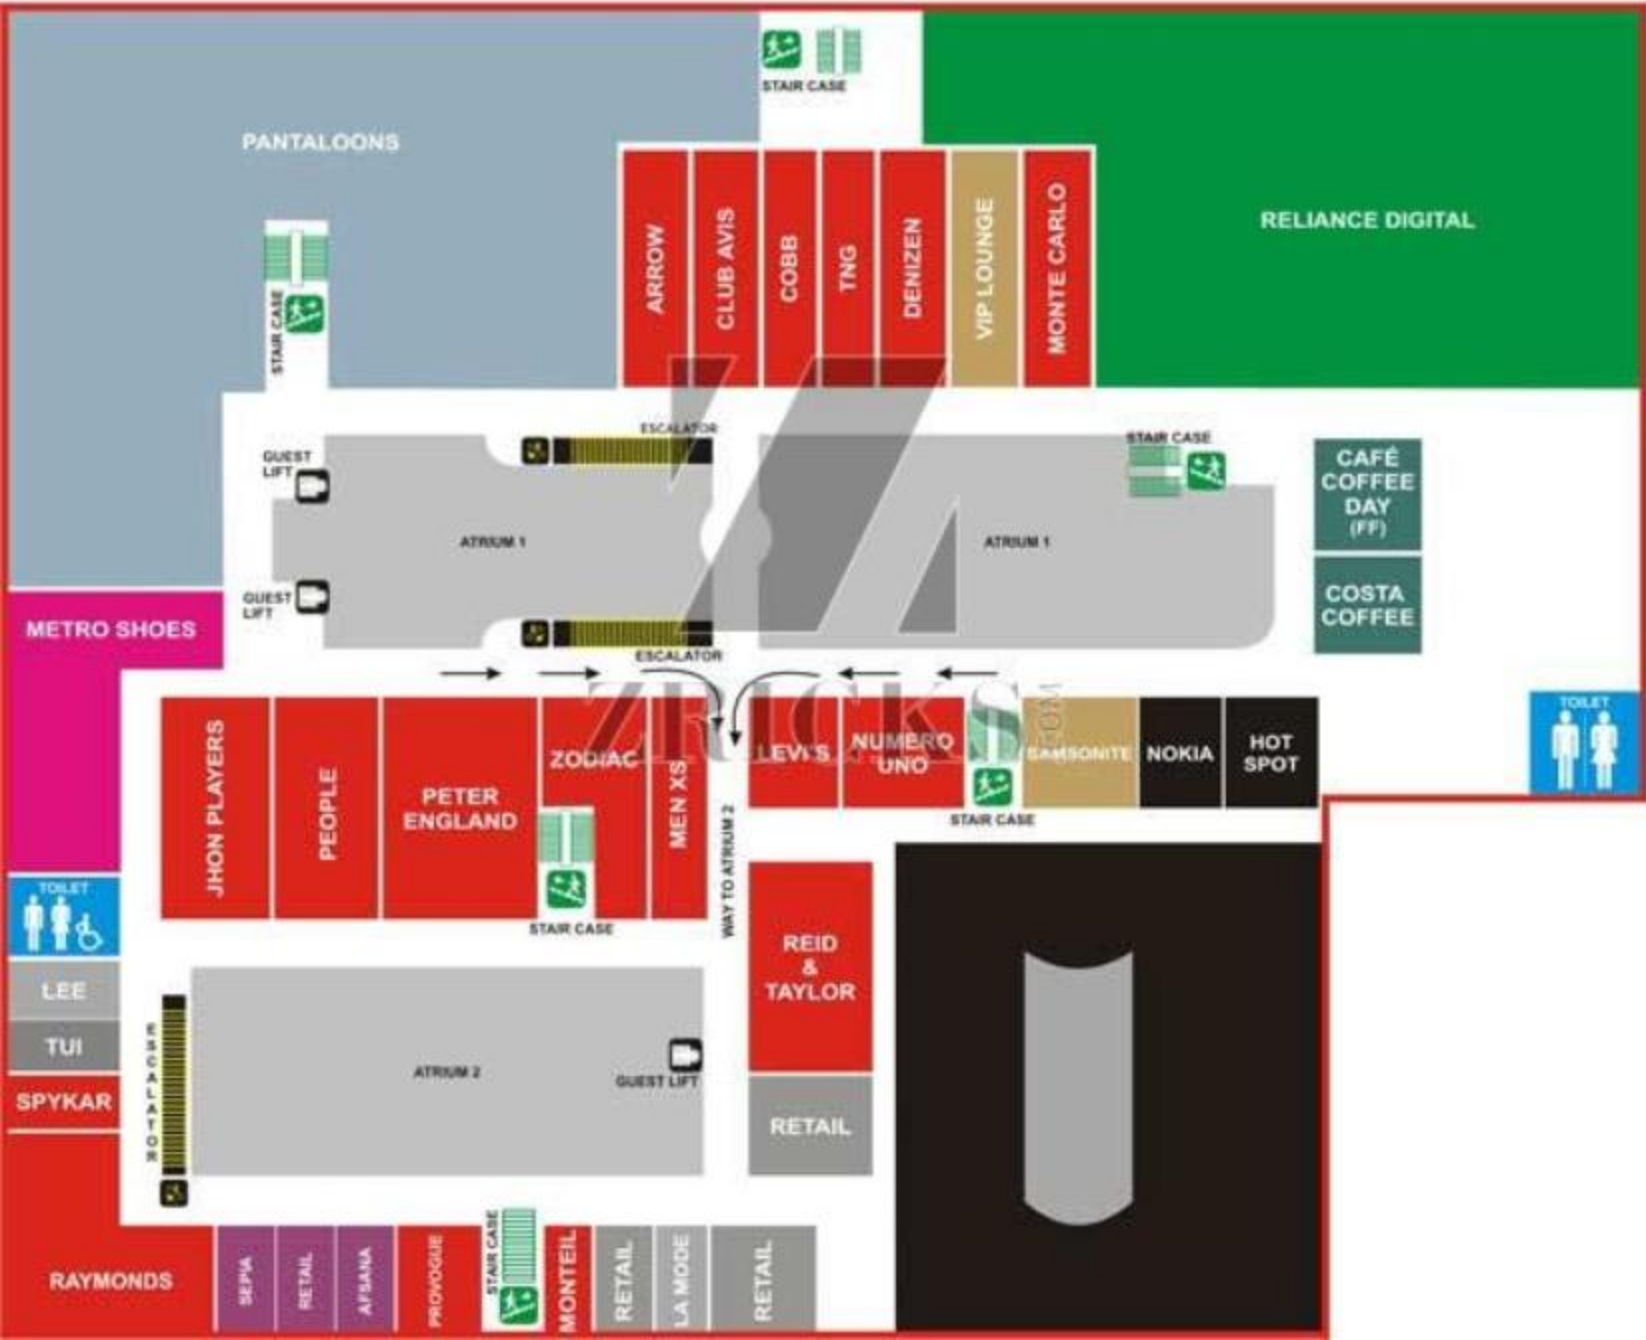 STAIR CASE
PANTALOONS
RELIANCE DIGITAL
STAIR CASE
ARROW
CLUB AVIS
COBB
TNG
DENIZEN
VIP LOUNGE
MONTE CARLO
ESCALATOR
STAIR CASE
GUEST
LIFT
CAFÉ
COFFEE
DAY
(FF)
ATRIUM 1
ATRIUM 1
GUEST
LIFT
COSTA
COFFEE
METRO SHOES
ESCALATOR
ZRICKS
.COM
TOILET
JHON PLAYERS
PEOPLE
PETER
ENGLAND
ZODIAC
MEN XS
LEVI'S
NUMERO
UNO
SAMSONITE
NOKIA
HOT
SPOT
STAIR CASE
WAY TO ATRIUM 2
STAIR CASE
TOILET
LEE
TUI
SPYKAR
REID
&
TAYLOR
ESCALATOR
ATRIUM 2
GUEST LIFT
RETAIL
RAYMONDS
SEPIA
RETAIL
AFSANA
PROVOGUE
STAIR CASE
MONTEIL
RETAIL
LA MODE
RETAIL